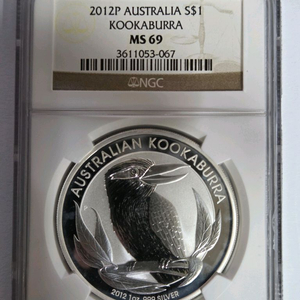 2012P AUSTRALIA S$1
KOOKABURRA
MS 69
3611053-067
NGC
AUSTRALIAN KOOKABURRA
2012 1oz 999 SILVER